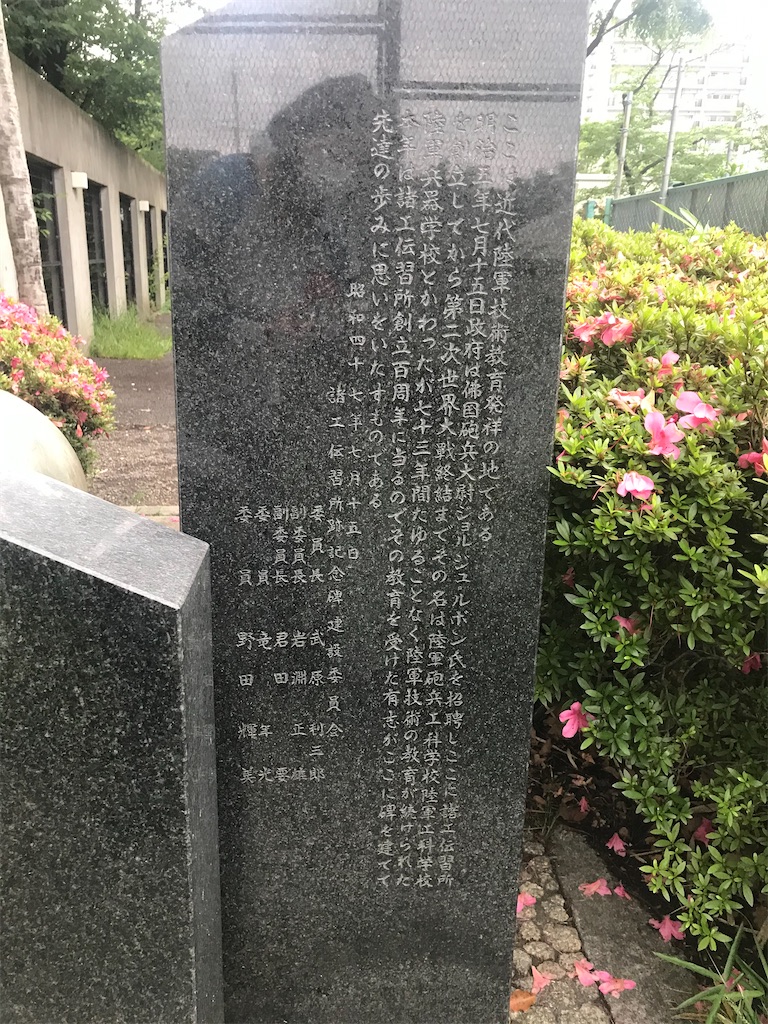 ここは近代陸軍技術教育発祥の地である
明治三年七月十五日政府は佛国砲兵大尉ジョルジュ・ルボン氏を招聘しここに諸工伝習所
を創立してから第二次世界大戦終結までその名は陸軍砲兵工科学校陸軍工科学校
陸軍兵器学校とかわったが七十三年間たゆることなく陸軍技術の教育が続けられた
本年は諸工伝習所創立百周年に当るのでその教育を受けた有志がここに碑を建てて
先達の歩みに思いをいたすものである
昭和四十七年七月十五日
諸工伝習所跡記念碑建設委員会
委員長 武原利三郎
副委員長 岩淵正雄
副委員長 君田要
委員 年光
委員 野田輝美